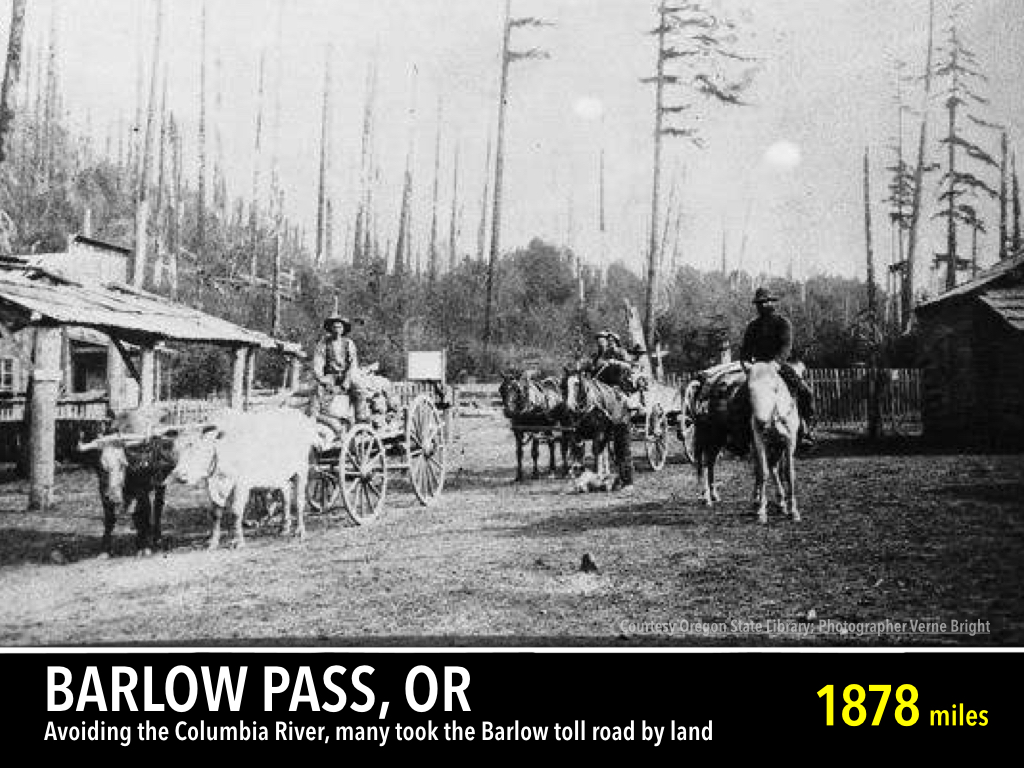 Courtesy Oregon State Library; Photographer Verne Bright
BARLOW PASS, OR
Avoiding the Columbia River, many took the Barlow toll road by land
1878 miles